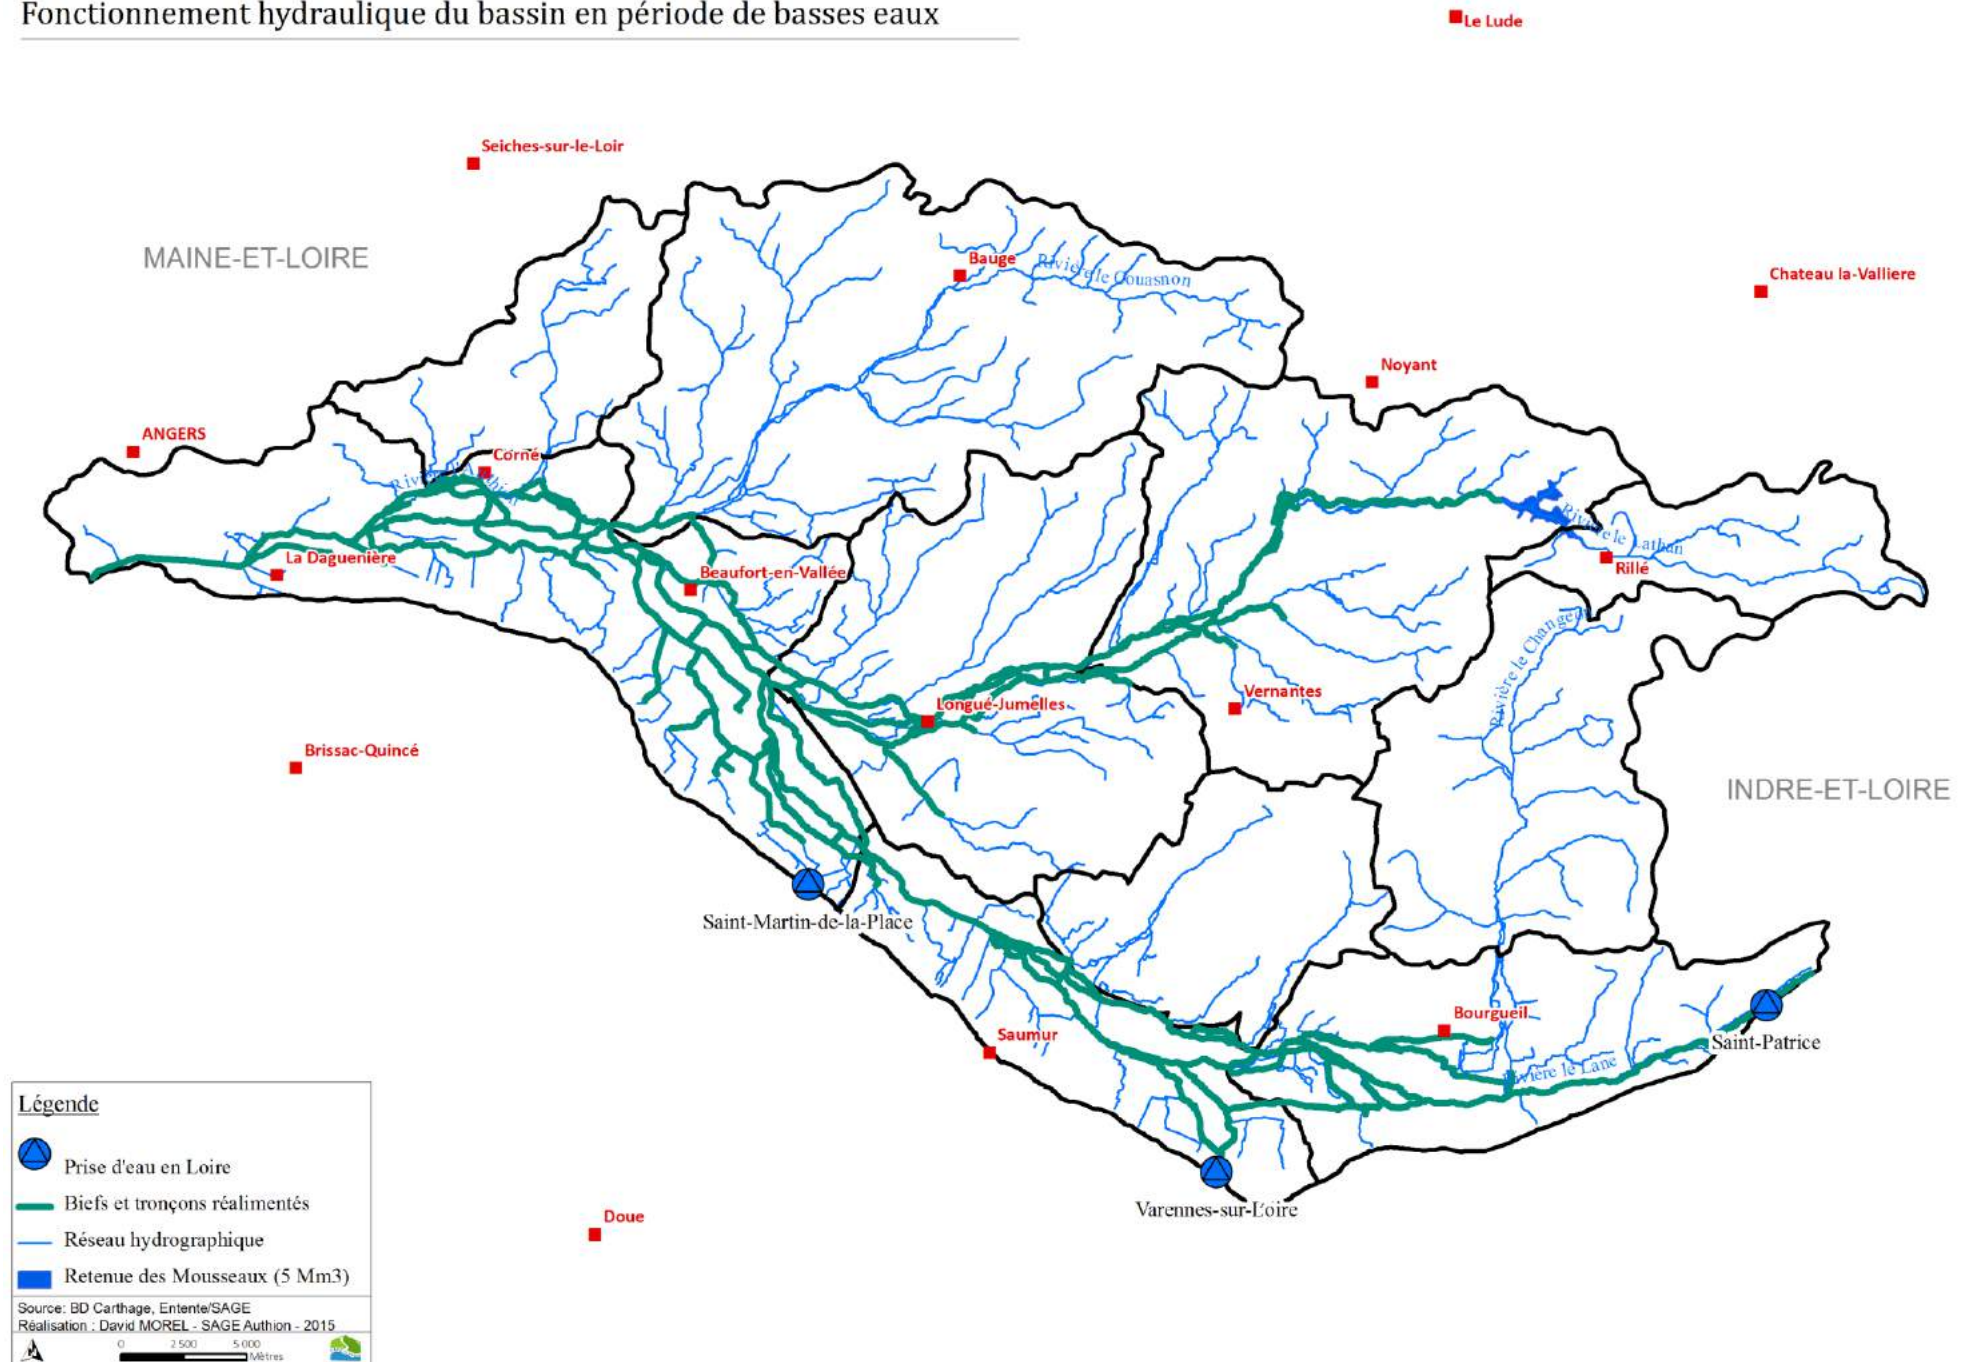 Fonctionnement hydraulique du bassin en période de basses eaux
Le Lude
Seiches-sur-le-Loir
MAINE-ET-LOIRE
Bauge
Rivière le Couasnon
Chateau la-Valliere
Noyant
ANGERS
Corné
Rivière l'Authion
La Daguenière
Beaufort-en-Vallée
Rivière le Lathan
Rillé
Rivière le Changeon
Vernantes
Longué-Jumelles
Brissac-Quincé
INDRE-ET-LOIRE
Saint-Martin-de-la-Place
Bourgueil
Saumur
Saint-Patrice
Rivière le Lane
Varennes-sur-Loire
Doue
Légende
Prise d'eau en Loire
Biefs et tronçons réalimentés
Réseau hydrographique
Retenue des Mousseaux (5 Mm3)
Source: BD Carthage, Entente/SAGE
Réalisation : David MOREL - SAGE Authion - 2015
0 2 500 5 000
Mètres